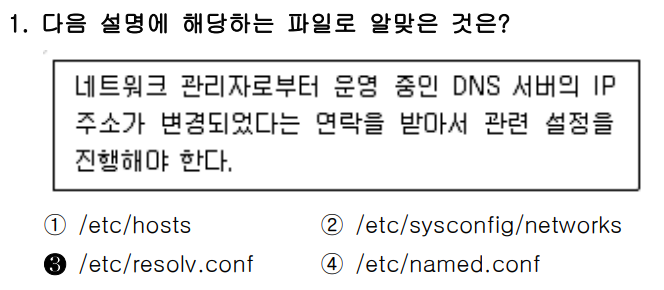 1. 다음 설명에 해당하는 파일로 알맞은 것은?
네트워크 관리자로부터 운영 중인 DNS 서버의 IP
주소가 변경되었다는 연락을 받아서 관련 설정을
진행해야 한다.
① /etc/hosts ② /etc/sysconfig/networks
❸ /etc/resolv.conf ④ /etc/named.conf